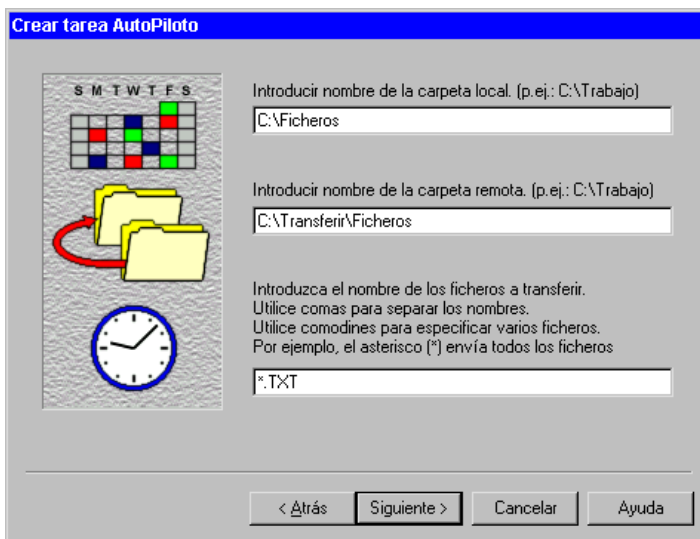 Crear tarea AutoPiloto
S M T W T F S
Introducir nombre de la carpeta local. (p.ej.: C:\Trabajo)
C:\Ficheros
Introducir nombre de la carpeta remota. (p.ej.: C:\Trabajo)
C:\Transferir\Ficheros
Introduzca el nombre de los ficheros a transferir.
Utilice comas para separar los nombres.
Utilice comodines para especificar varios ficheros.
Por ejemplo, el asterisco (*) envía todos los ficheros
*.TXT
< Atrás
Siguiente >
Cancelar
Ayuda